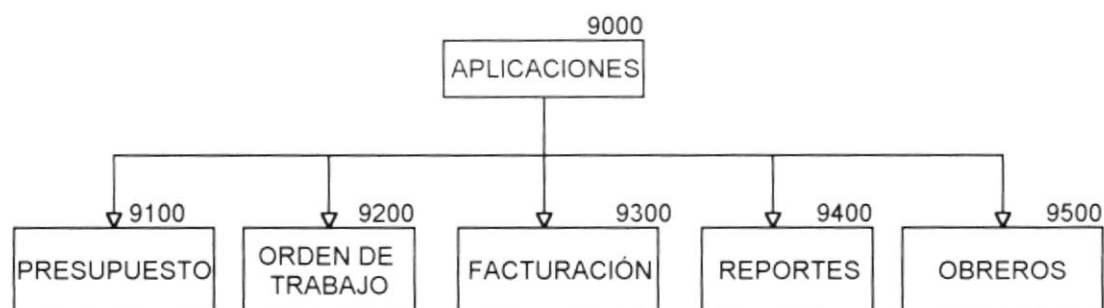 9000
APLICACIONES
9100
9200
9300
9400
9500
PRESUPUESTO
ORDEN DE
TRABAJO
FACTURACIÓN
REPORTES
OBREROS